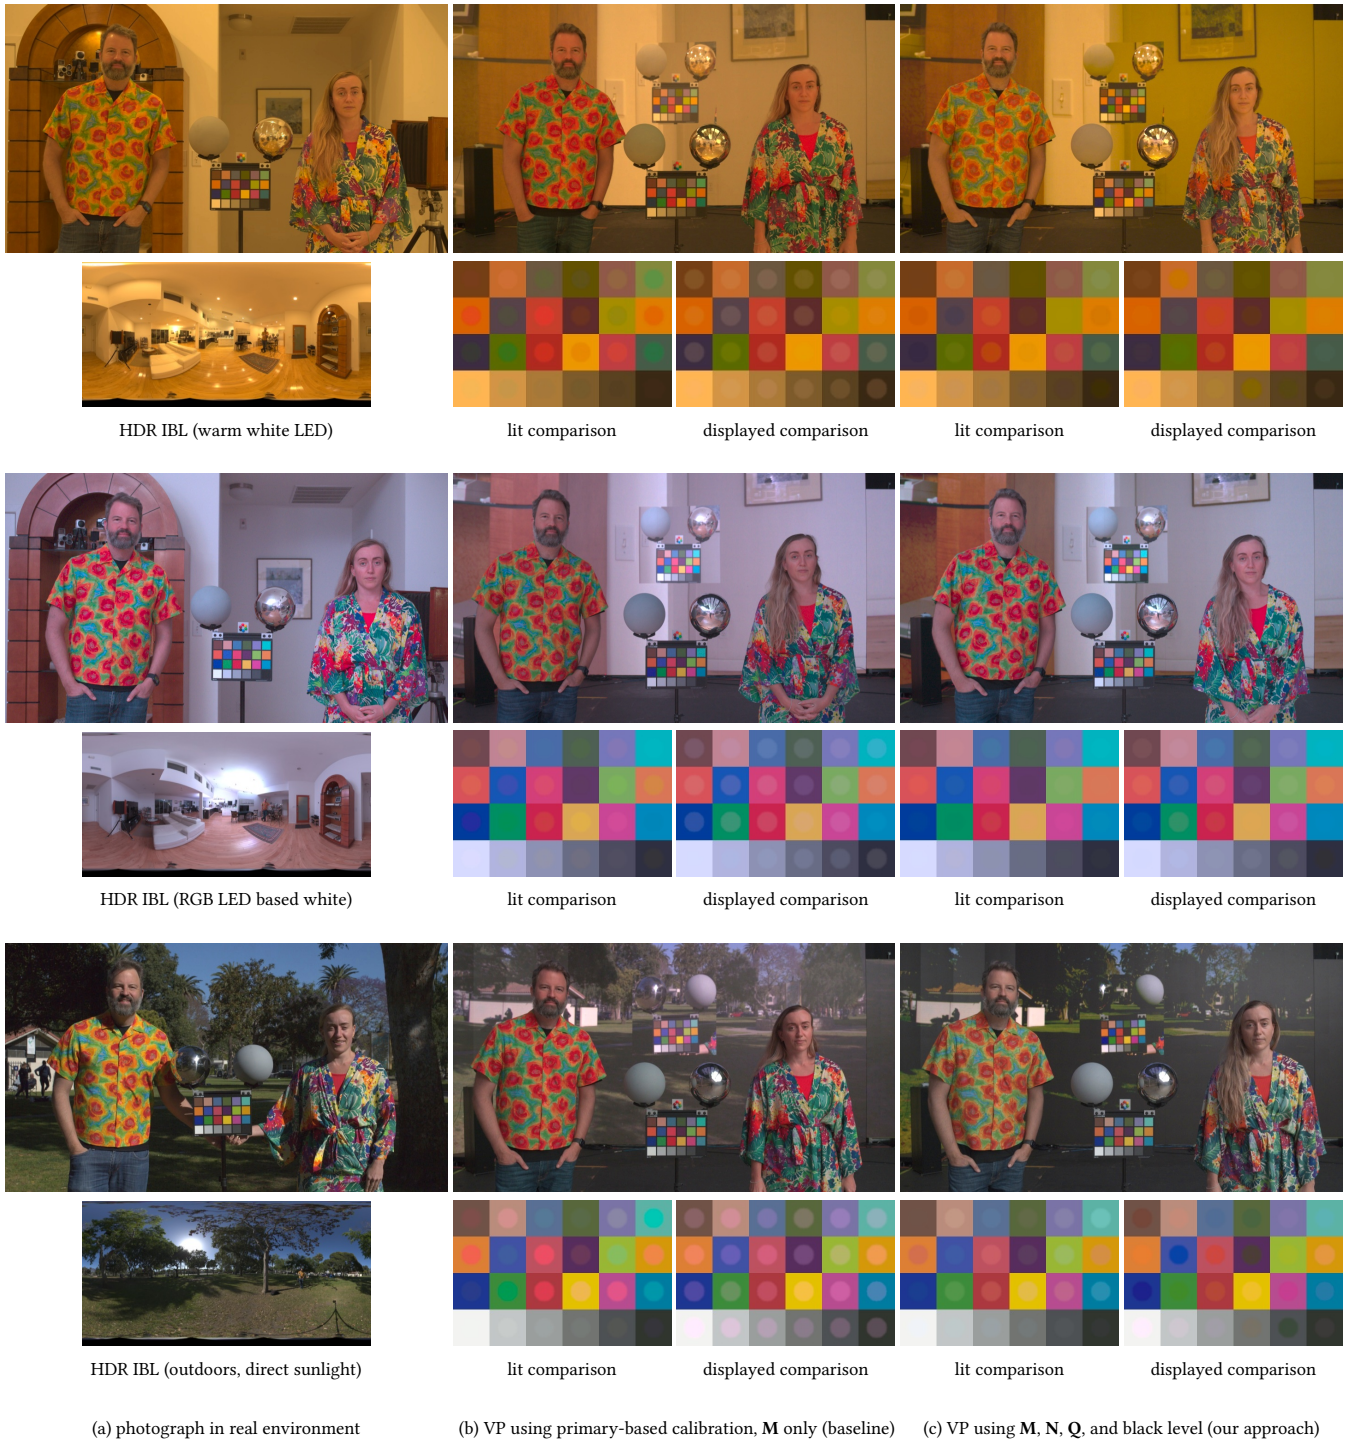 HDR IBL (warm white LED)
lit comparison
displayed comparison
lit comparison
displayed comparison
HDR IBL (RGB LED based white)
lit comparison
displayed comparison
lit comparison
displayed comparison
HDR IBL (outdoors, direct sunlight)
lit comparison
displayed comparison
lit comparison
displayed comparison
(a) photograph in real environment
(b) VP using primary-based calibration, M only (baseline)
(c) VP using M, N, Q, and black level (our approach)